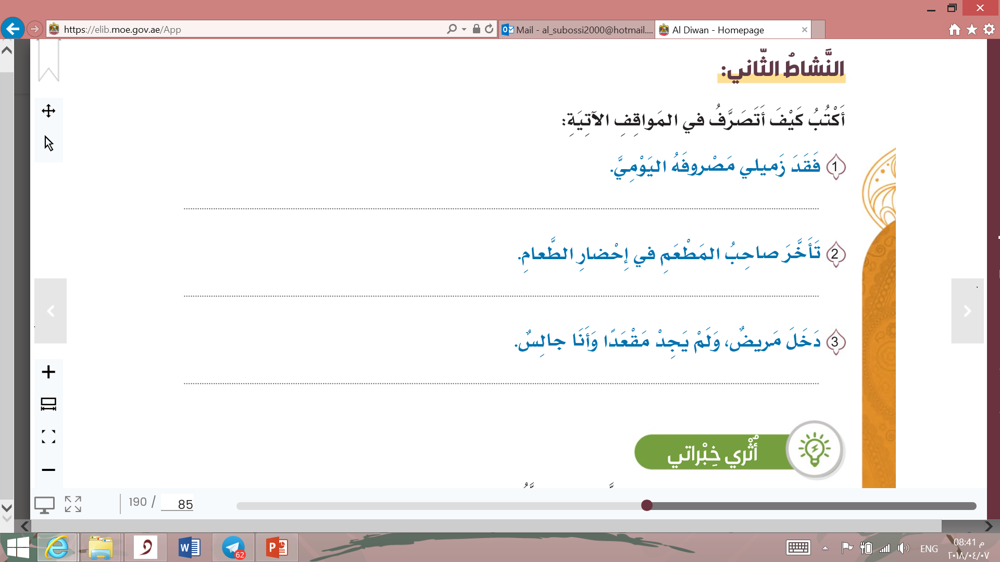 https://elib.moe.gov.ae/App
Mail - al_subossi2000@hotmail....
Al Diwan - Homepage
النَّشاطُ الثّاني:
أَكْتُبُ كَيْفَ أَتَصَرَّفُ في المَواقِفِ الآتِيَةِ:
1 فَقَدَ زَميلي مَصْروفَهُ اليَوْمِيَّ.
2 تَأَخَّرَ صاحِبُ المَطْعَمِ في إِحْضارِ الطَّعامِ.
3 دَخَلَ مَريضٌ، وَلَمْ يَجِدْ مَقْعَدًا وَأَنَا جالِسٌ.
أُثْري خِبْراتي
190 / 85
62
ENG
08:41 م
٢٠١٨/٠٤/٠٧